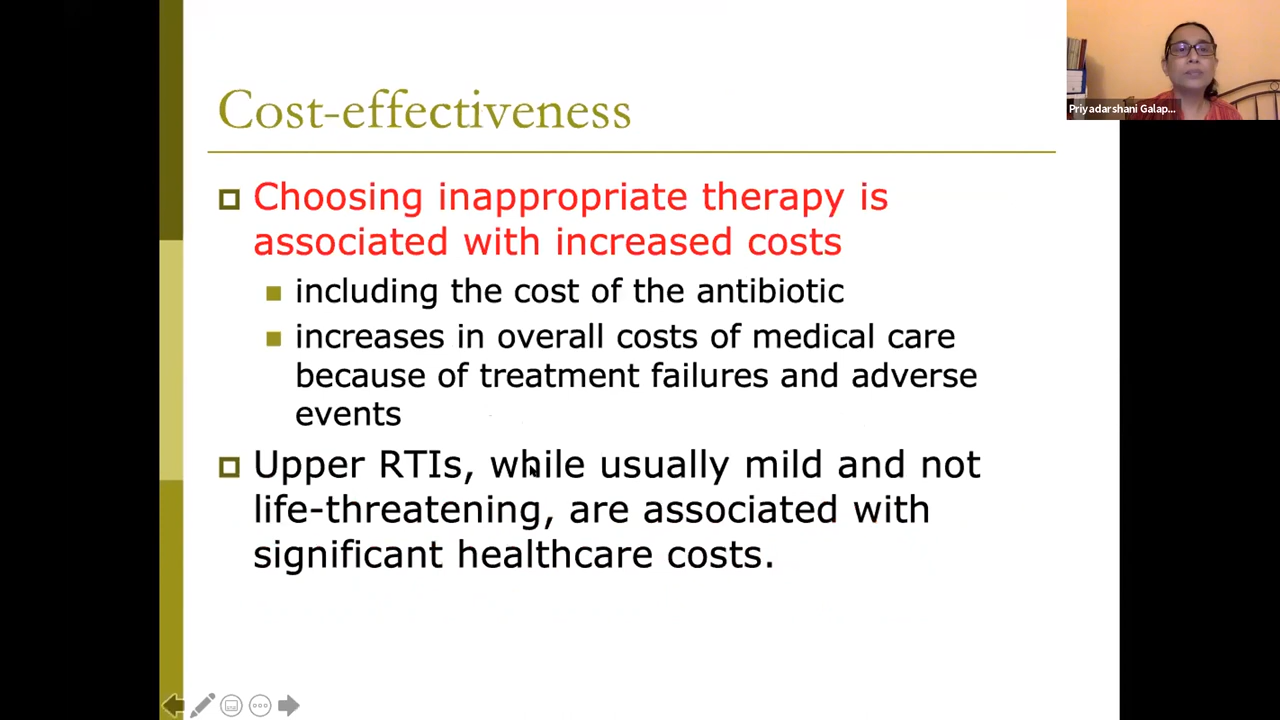 Cost-effectiveness
Choosing inappropriate therapy is
associated with increased costs
including the cost of the antibiotic
increases in overall costs of medical care
because of treatment failures and adverse
events
Upper RTIs, while usually mild and not
life-threatening, are associated with
significant healthcare costs.
Priyadarshani Galap...